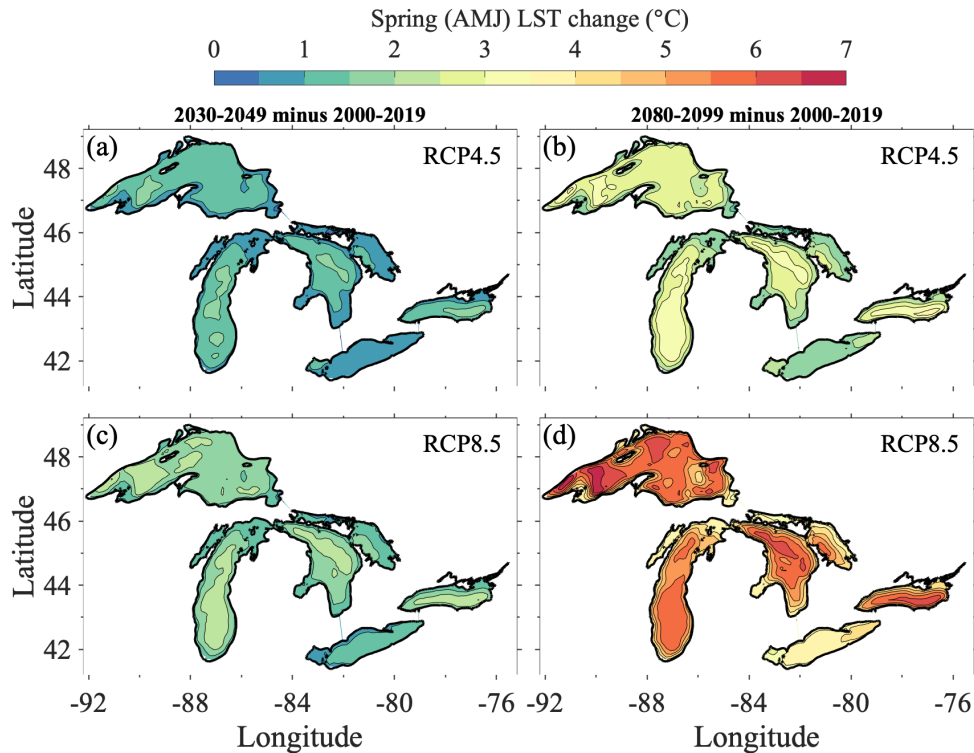 Spring (AMJ) LST change (°C)
0 1 2 3 4 5 6 7
2030-2049 minus 2000-2019
2080-2099 minus 2000-2019
(a)
RCP4.5
(b)
RCP4.5
Latitude
48
46
44
42
(c)
RCP8.5
(d)
RCP8.5
Latitude
48
46
44
42
-92 -88 -84 -80 -76
-92 -88 -84 -80 -76
Longitude
Longitude